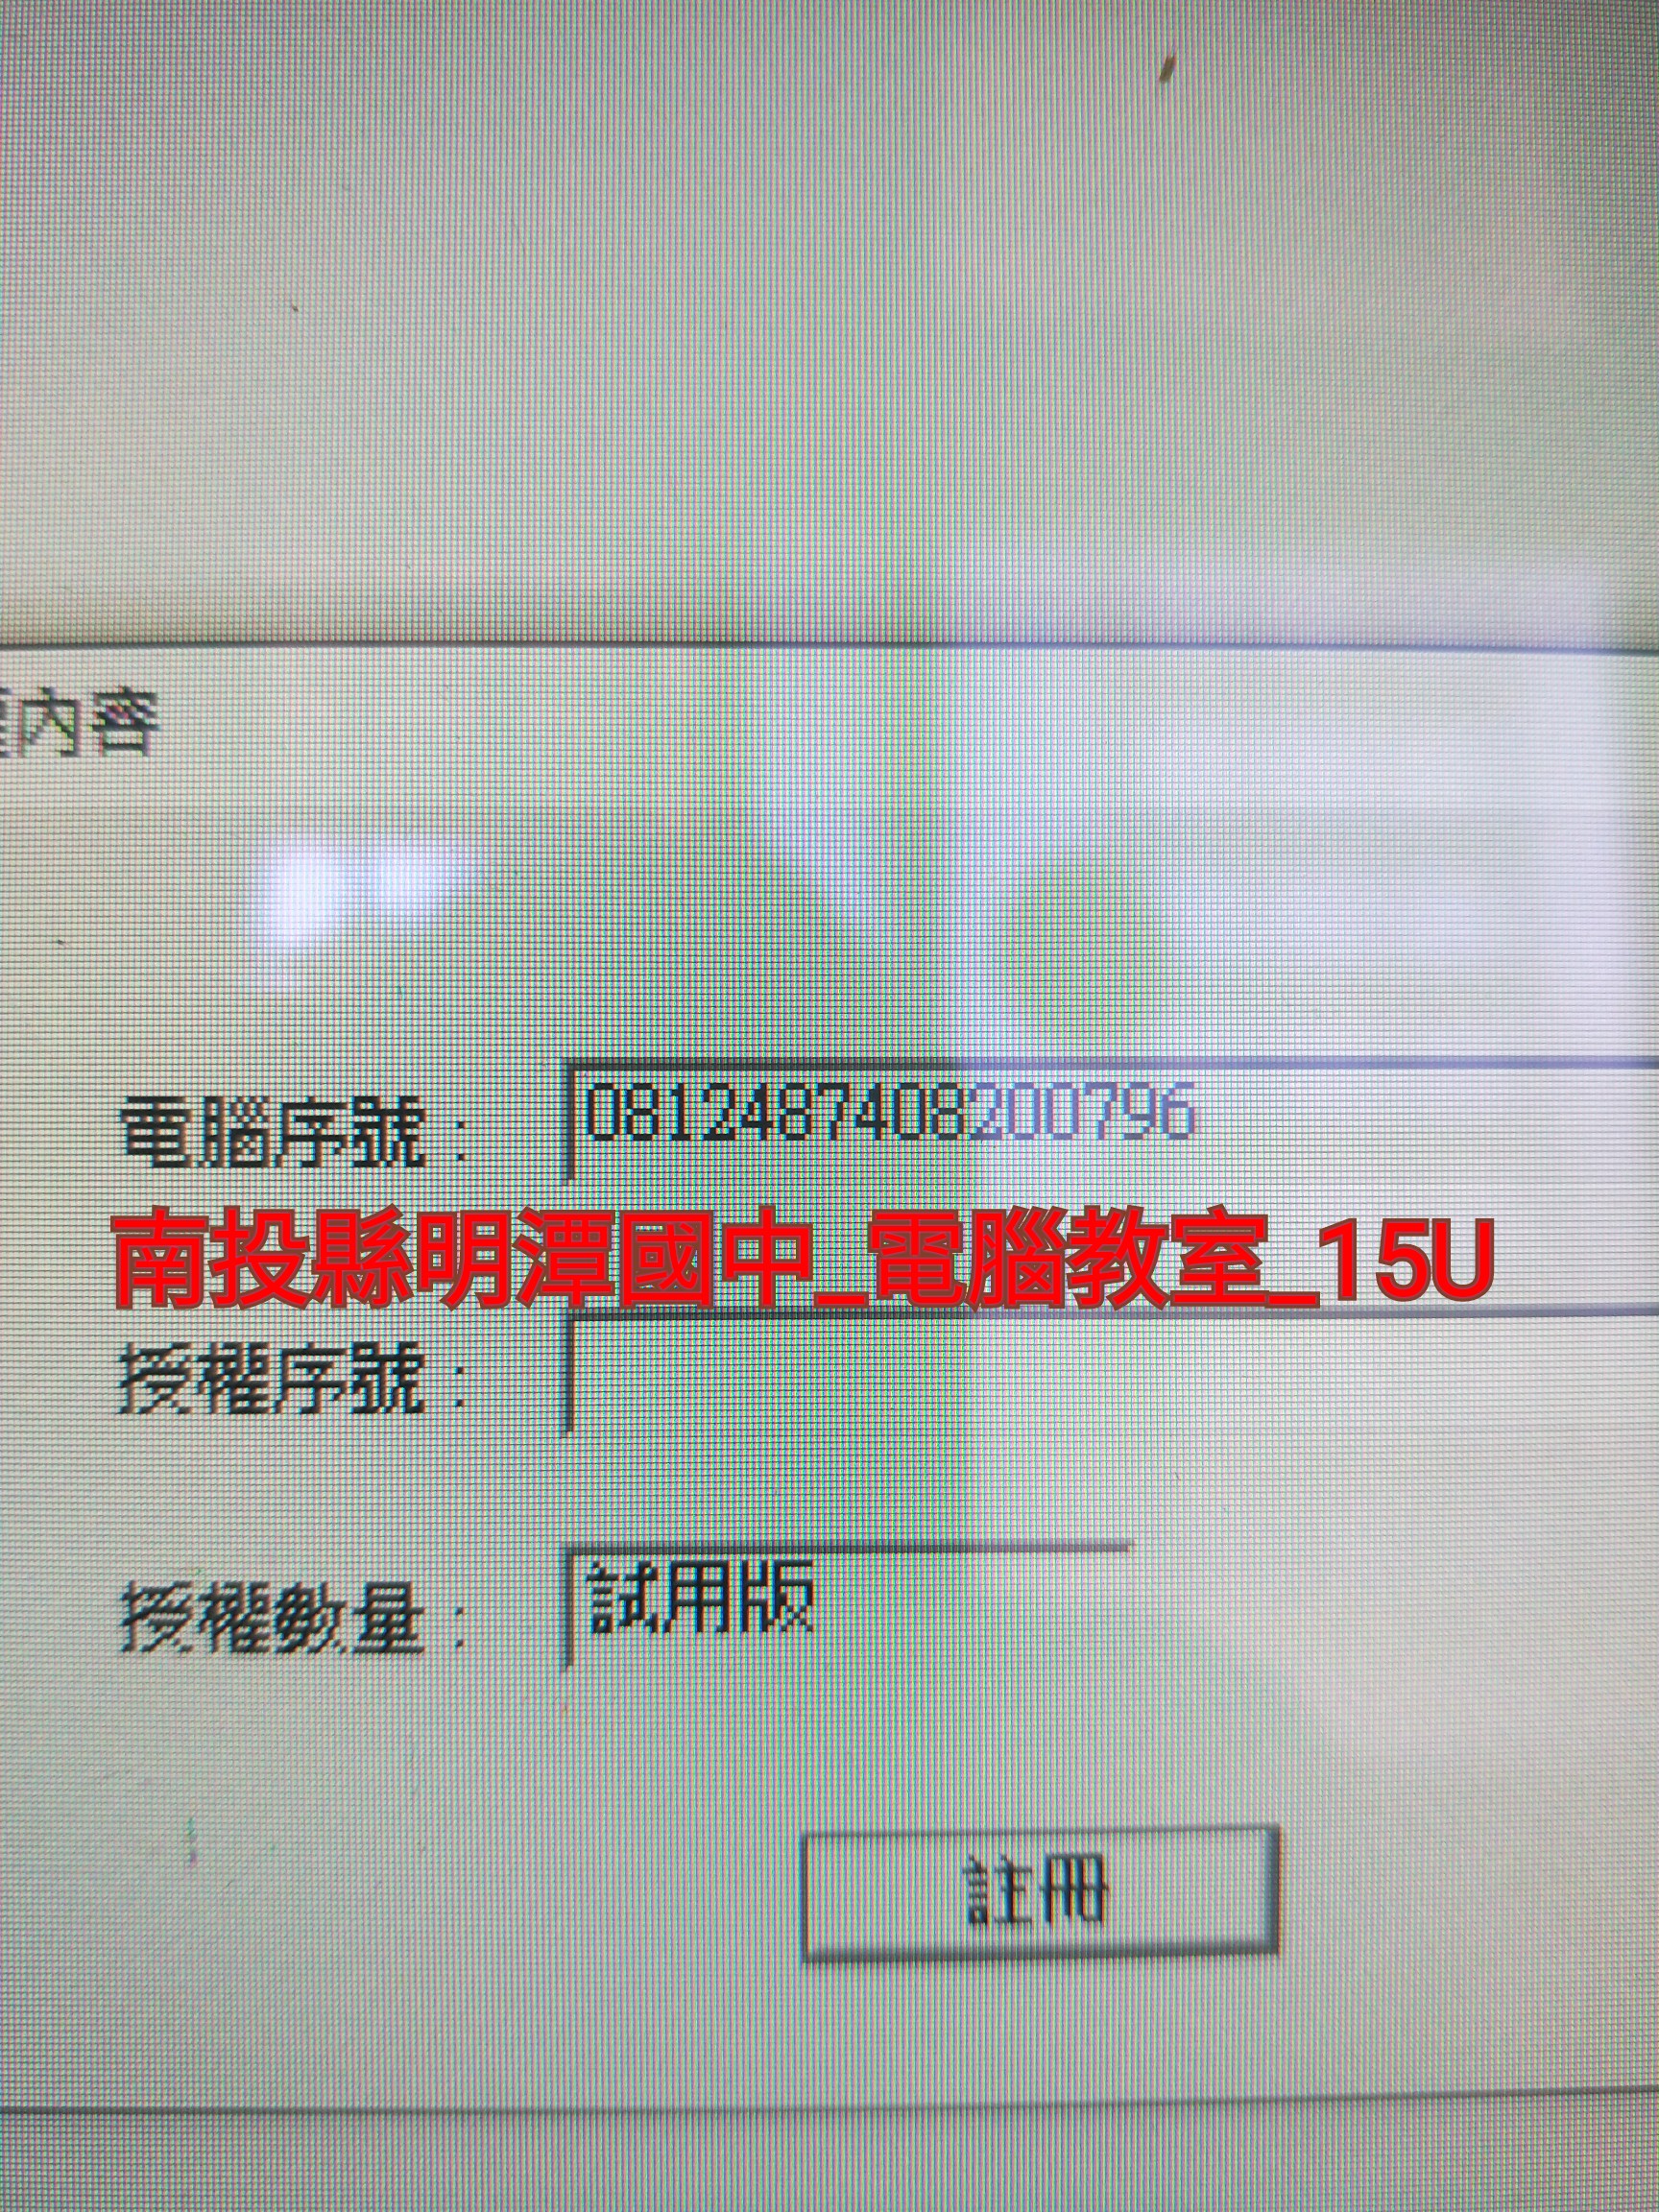 內容
電腦序號： 0812487408200796
南投縣明潭國中_電腦教室_15U
授權序號：
授權數量： 試用版
註冊